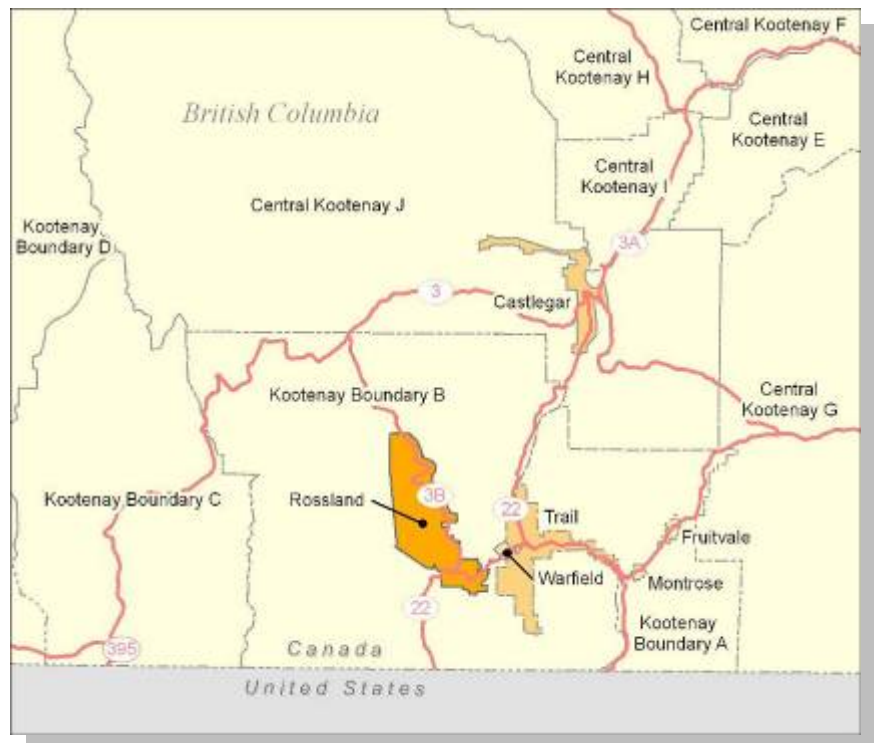 Central Kootenay F
Central
Kootenay H
British Columbia
Central
Kootenay E
Central
Kootenay I
Central Kootenay J
Kootenay
Boundary D
3A
3
Castlegar
Kootenay Boundary B
Central
Kootenay G
Kootenay Boundary C
Rossland
3B
22
Trail
Fruitvale
Warfield
Montrose
22
Kootenay
Boundary A
395
Canada
United States